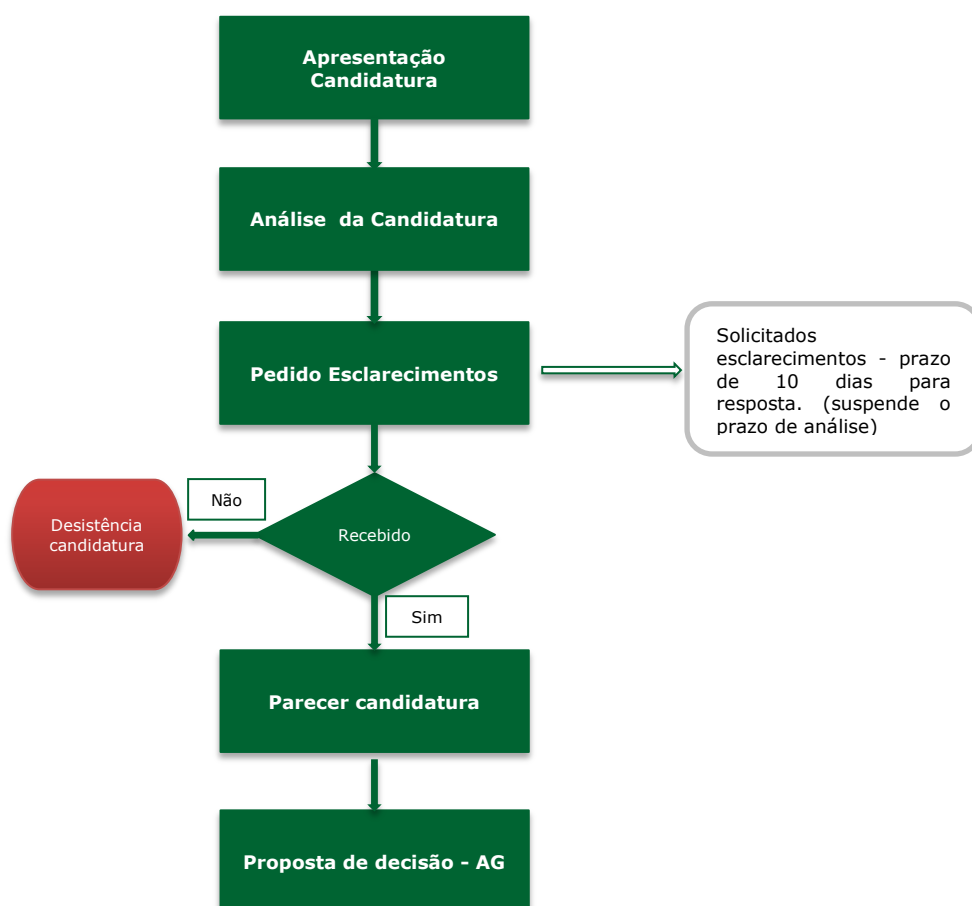 Apresentação
Candidatura
Análise da Candidatura
Pedido Esclarecimentos
Solicitados
esclarecimentos - prazo
de 10 dias para
resposta. (suspende o
prazo de análise)
Não
Desistência
candidatura
Recebido
Sim
Parecer candidatura
Proposta de decisão - AG